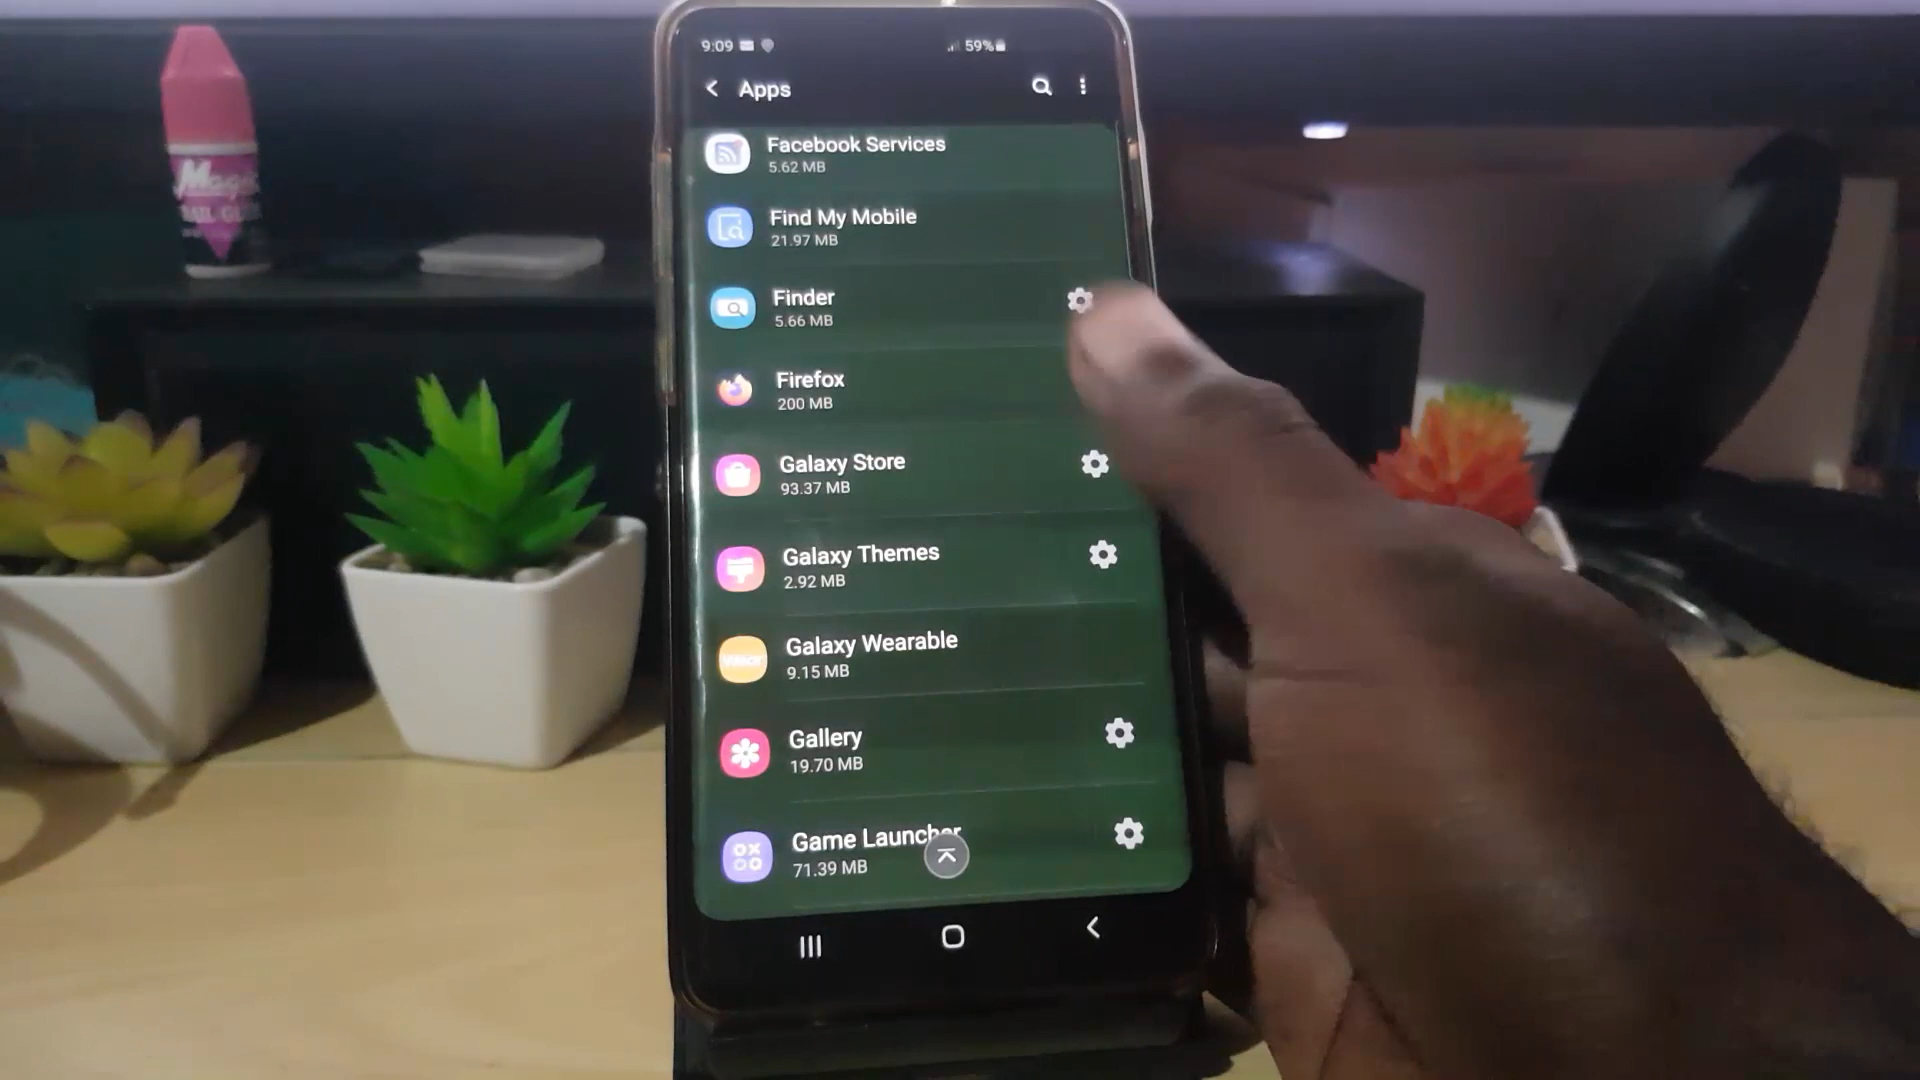 9:09
59%
Apps
Facebook Services
5.62 MB
Find My Mobile
21.97 MB
Finder
5.66 MB
Firefox
200 MB
Galaxy Store
93.37 MB
Galaxy Themes
2.92 MB
Galaxy Wearable
9.15 MB
Gallery
19.70 MB
Game Launcher
71.39 MB